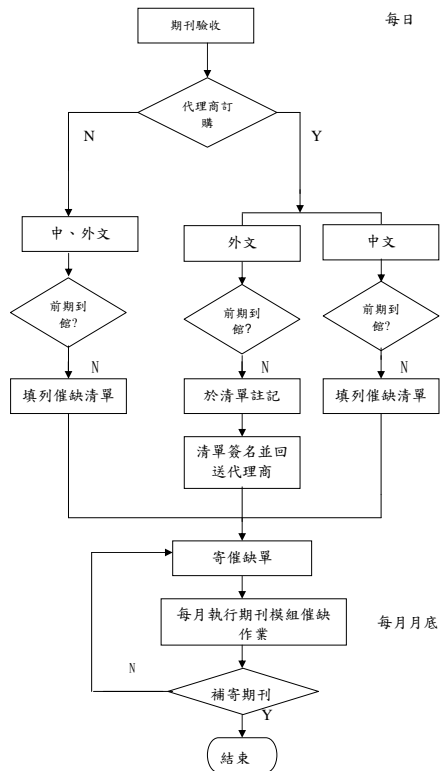 每日
期刊驗收
代理商訂
購
N
Y
中、外文
外文
中文
前期到
館?
前期到
館?
前期到
館?
N
N
N
填列催缺清單
於清單註記
填列催缺清單
清單簽名並回
送代理商
寄催缺單
每月執行期刊模組催缺
作業
每月月底
N
補寄期刊
Y
結束